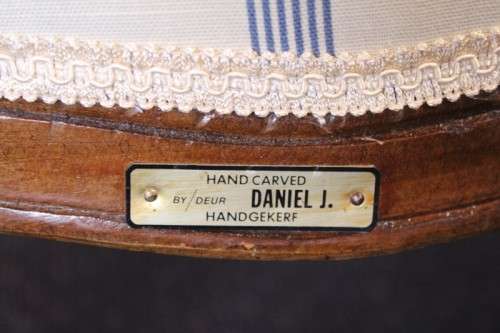 HAND CARVED
BY/DEUR DANIEL J.
HANDGEKERF